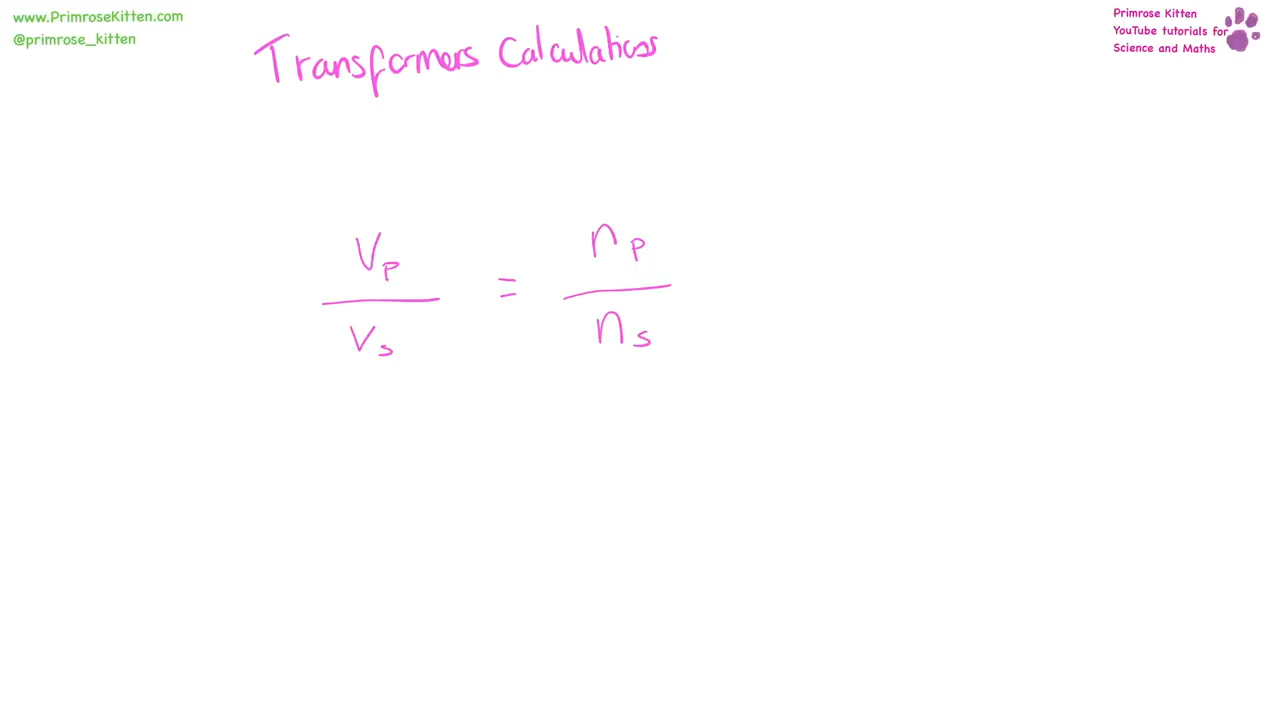 www.PrimroseKitten.com
@primrose_kitten
Primrose Kitten
YouTube tutorials for
Science and Maths
Transformers Calculations
Vp / Vs = np / ns